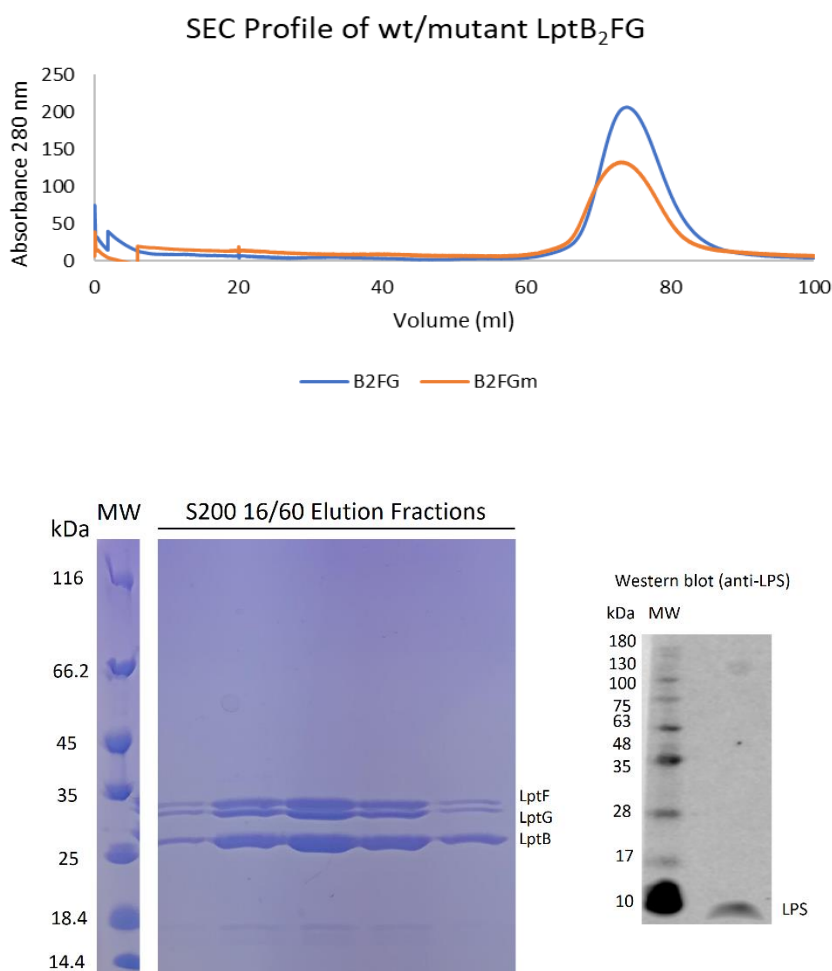 SEC Profile of wt/mutant LptB₂FG
Absorbance 280 nm
250
200
150
100
50
0
0 20 40 60 80 100
Volume (ml)
B2FG B2FGm
MW S200 16/60 Elution Fractions
kDa
116
66.2
45
35
25
18.4
14.4
LptF
LptG
LptB
Western blot (anti-LPS)
kDa MW
180
130
100
75
63
48
35
28
17
10
LPS